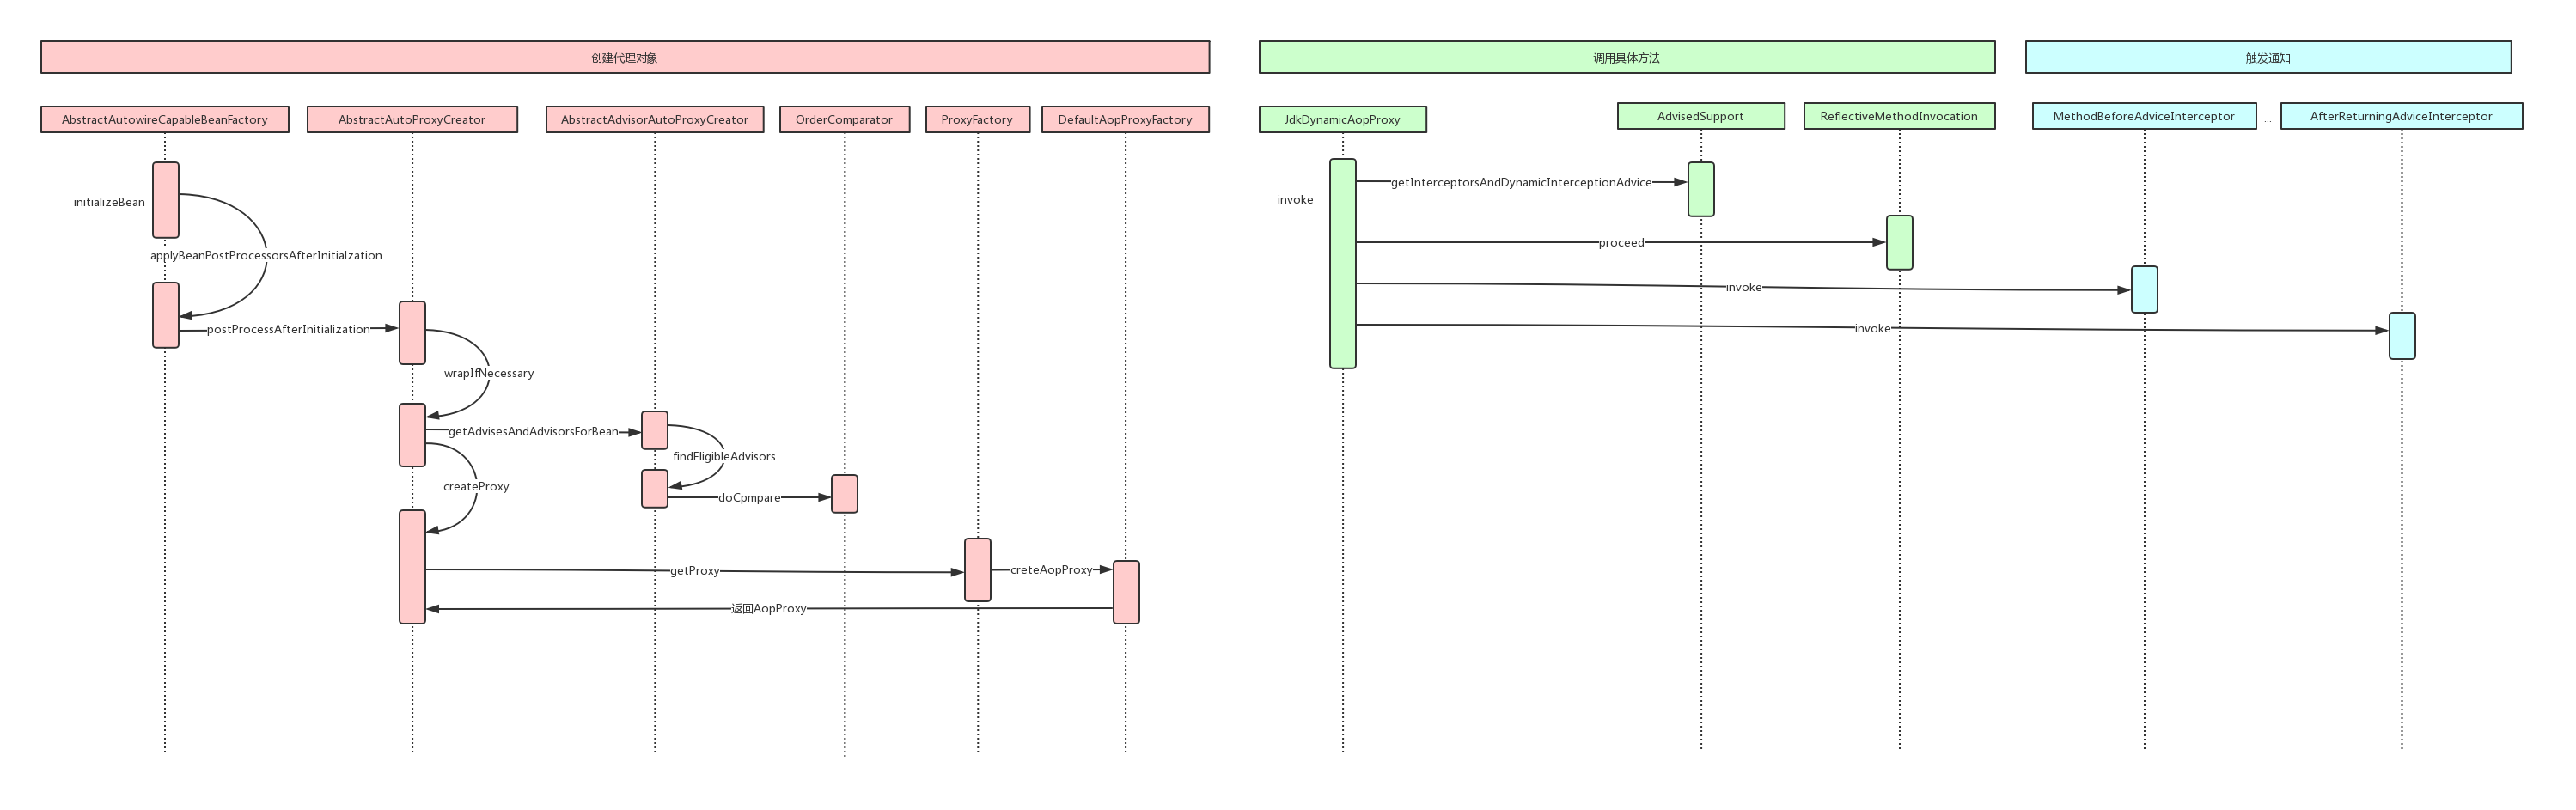 创建代理对象
调用具体方法
触发通知
AbstractAutowireCapableBeanFactory
AbstractAutoProxyCreator
AbstractAdvisorAutoProxyCreator
OrderComparator
ProxyFactory
DefaultAopProxyFactory
JdkDynamicAopProxy
AdvisedSupport
ReflectiveMethodInvocation
MethodBeforeAdviceInterceptor
...
AfterReturningAdviceInterceptor
initializeBean
applyBeanPostProcessorsAfterInitialzation
postProcessAfterInitialization
wrapIfNecessary
getAdvisesAndAdvisorsForBean
findEligibleAdvisors
createProxy
doCpmpare
getProxy
creteAopProxy
返回AopProxy
invoke
getInterceptorsAndDynamicInterceptionAdvice
proceed
invoke
invoke